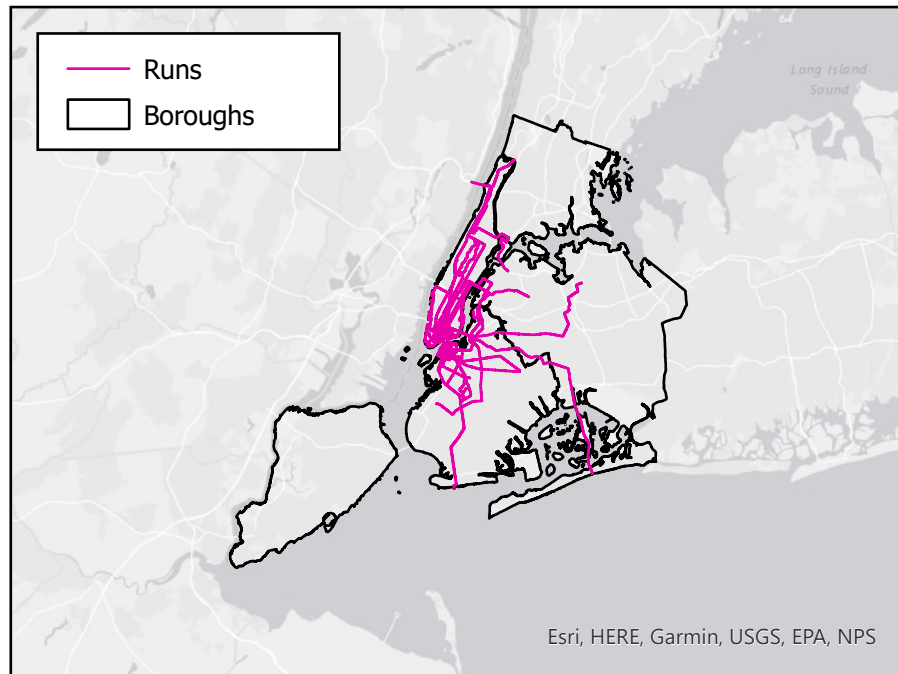 Runs
Boroughs
Long Island
Sound
Esri, HERE, Garmin, USGS, EPA, NPS